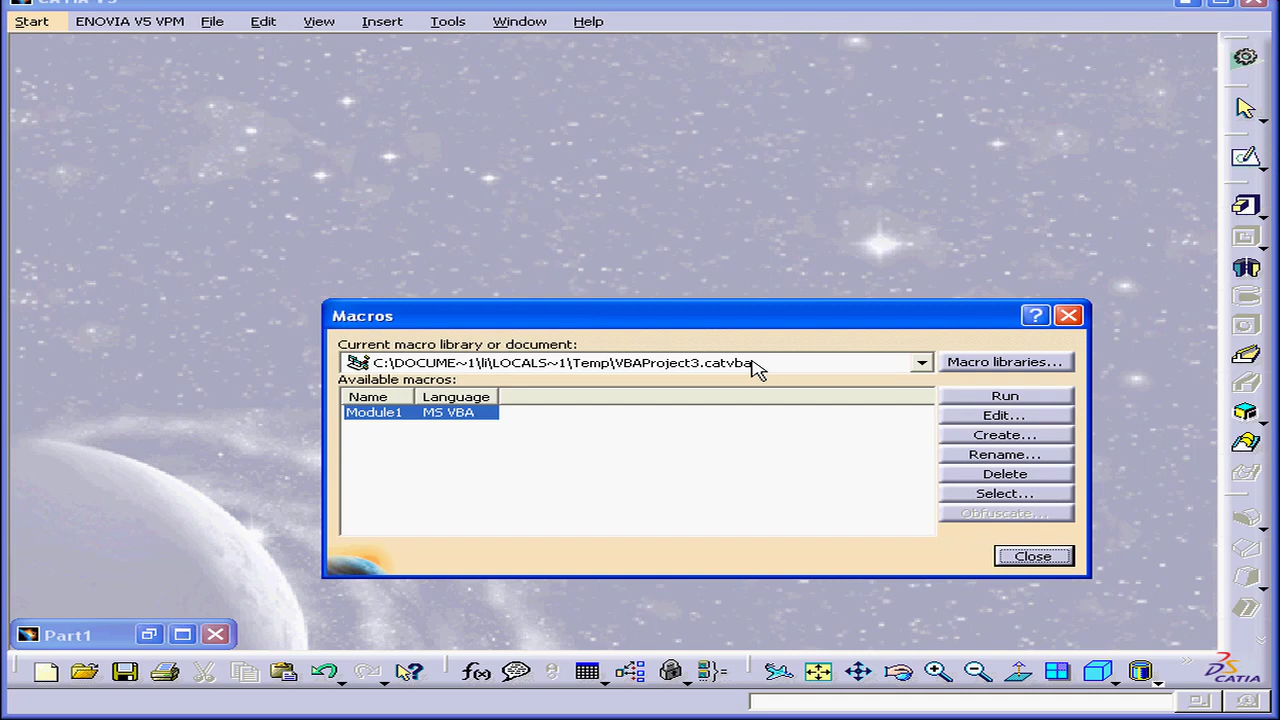 CATIA V5
Start ENOVIA V5 VPM File Edit View Insert Tools Window Help
Macros
Current macro library or document:
C:\DOCUME~1\li\LOCALS~1\Temp\VBAProject3.catvba
Macro libraries...
Available macros:
Name Language
Module1 MS VBA
Run
Edit...
Create...
Rename...
Delete
Select...
Obfuscate...
Close
Part1
f(x)
CATIA